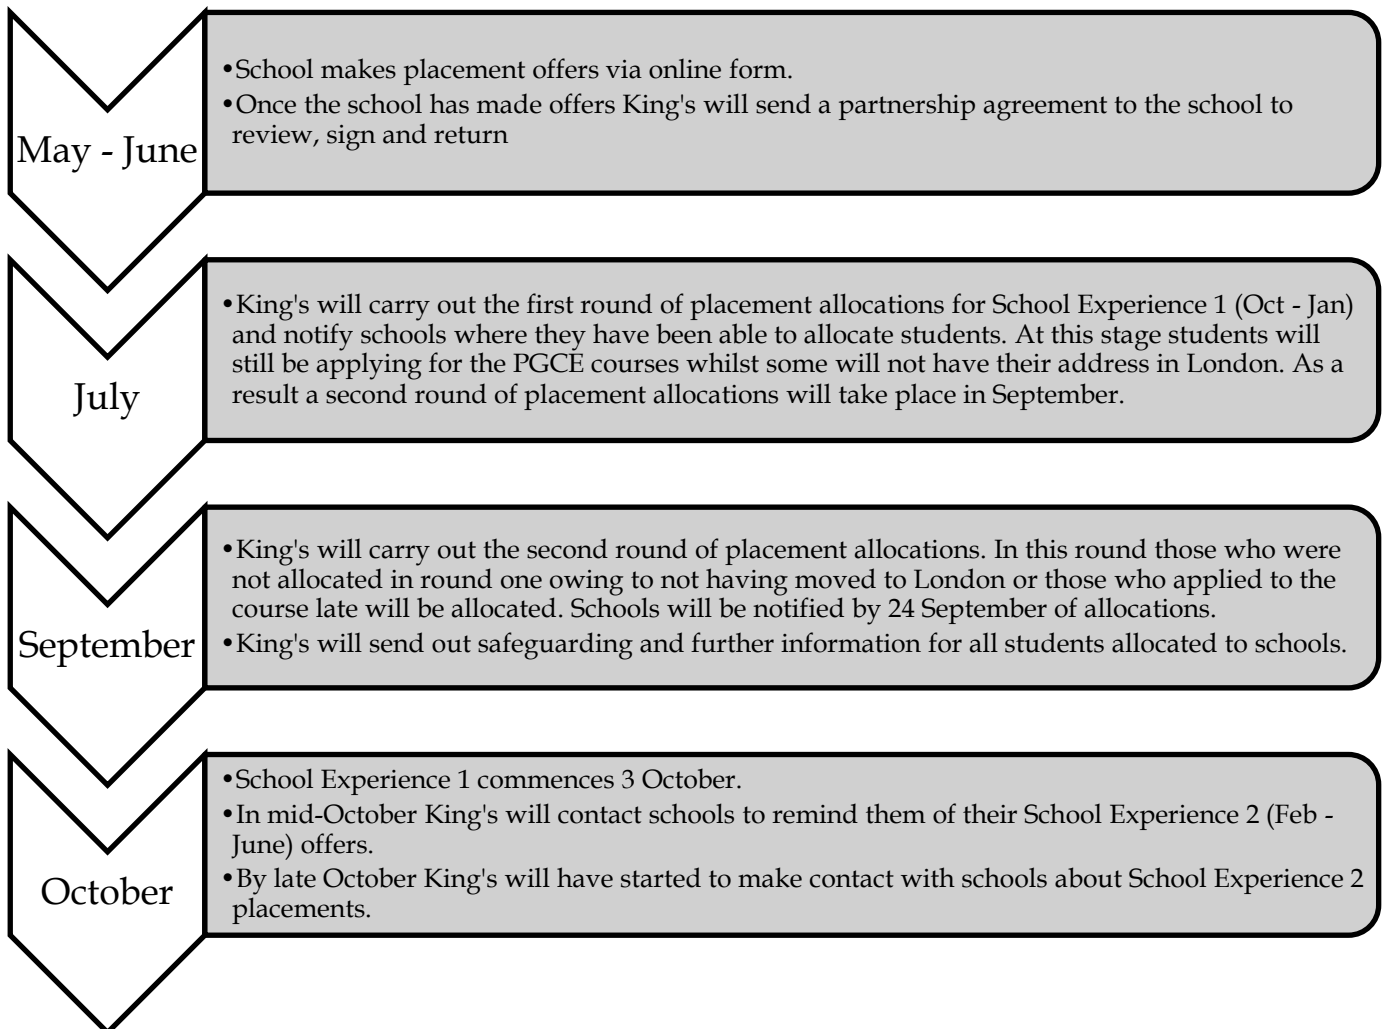 May - June
•School makes placement offers via online form.
•Once the school has made offers King's will send a partnership agreement to the school to
review, sign and return
July
•King's will carry out the first round of placement allocations for School Experience 1 (Oct - Jan)
and notify schools where they have been able to allocate students. At this stage students will
still be applying for the PGCE courses whilst some will not have their address in London. As a
result a second round of placement allocations will take place in September.
September
•King's will carry out the second round of placement allocations. In this round those who were
not allocated in round one owing to not having moved to London or those who applied to the
course late will be allocated. Schools will be notified by 24 September of allocations.
•King's will send out safeguarding and further information for all students allocated to schools.
October
•School Experience 1 commences 3 October.
•In mid-October King's will contact schools to remind them of their School Experience 2 (Feb -
June) offers.
•By late October King's will have started to make contact with schools about School Experience 2
placements.